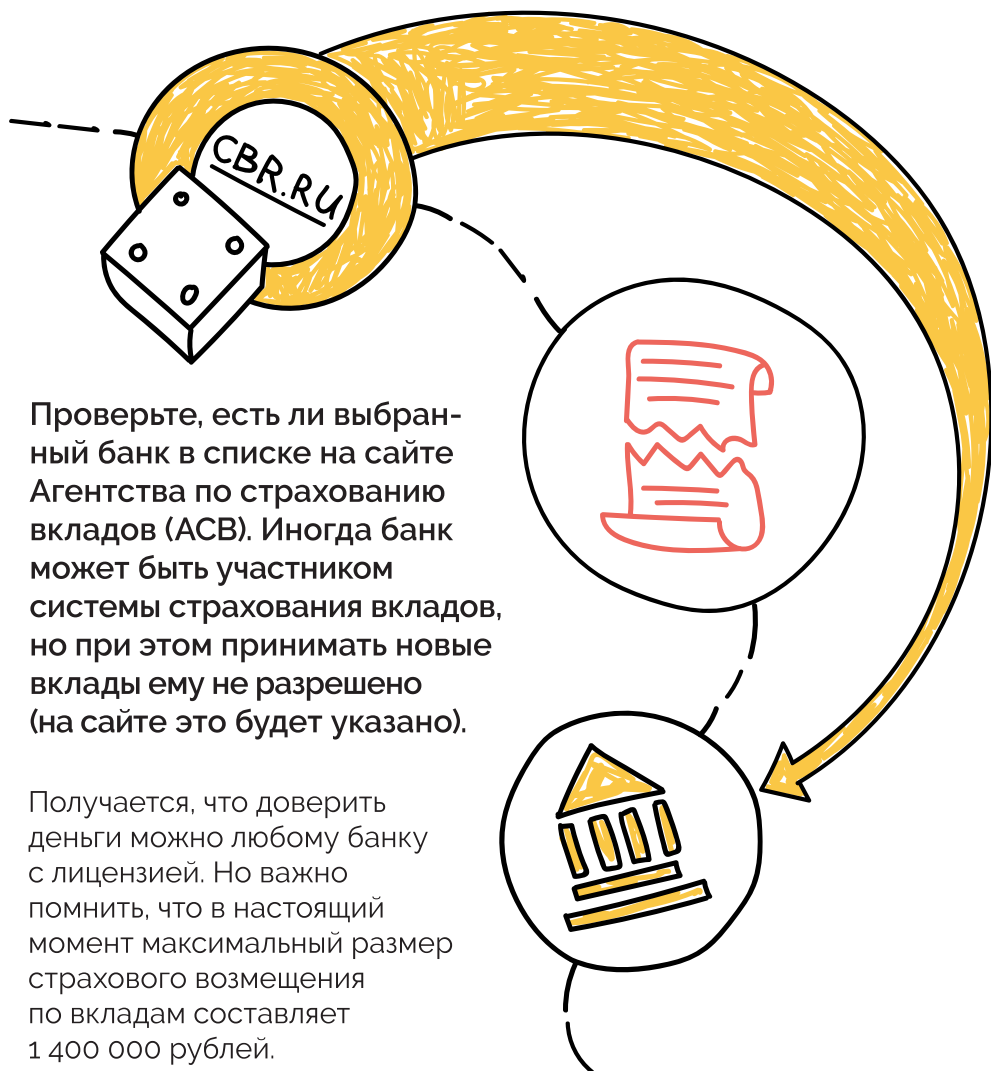 CBR.RU
Проверьте, есть ли выбран-
ный банк в списке на сайте
Агентства по страхованию
вкладов (АСВ). Иногда банк
может быть участником
системы страхования вкладов,
но при этом принимать новые
вклады ему не разрешено
(на сайте это будет указано).
Получается, что доверить
деньги можно любому банку
с лицензией. Но важно
помнить, что в настоящий
момент максимальный размер
страхового возмещения
по вкладам составляет
1 400 000 рублей.